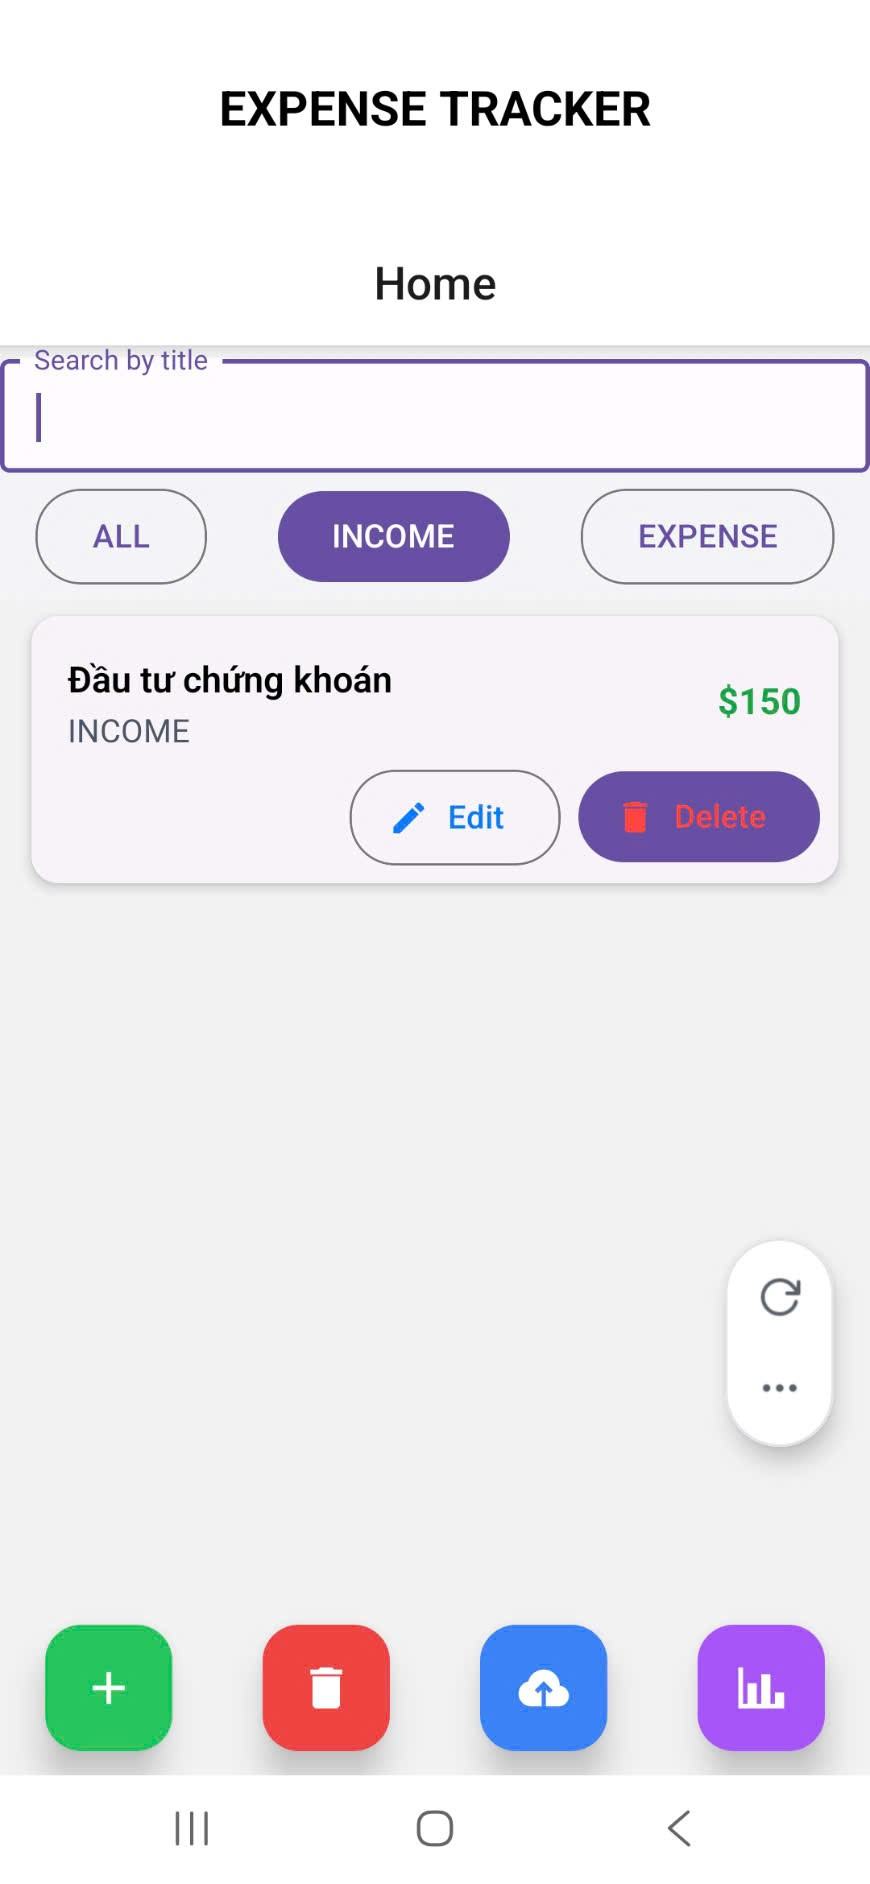 EXPENSE TRACKER
Home
Search by title
ALL INCOME EXPENSE
Đầu tư chứng khoán
$150
INCOME
Edit Delete